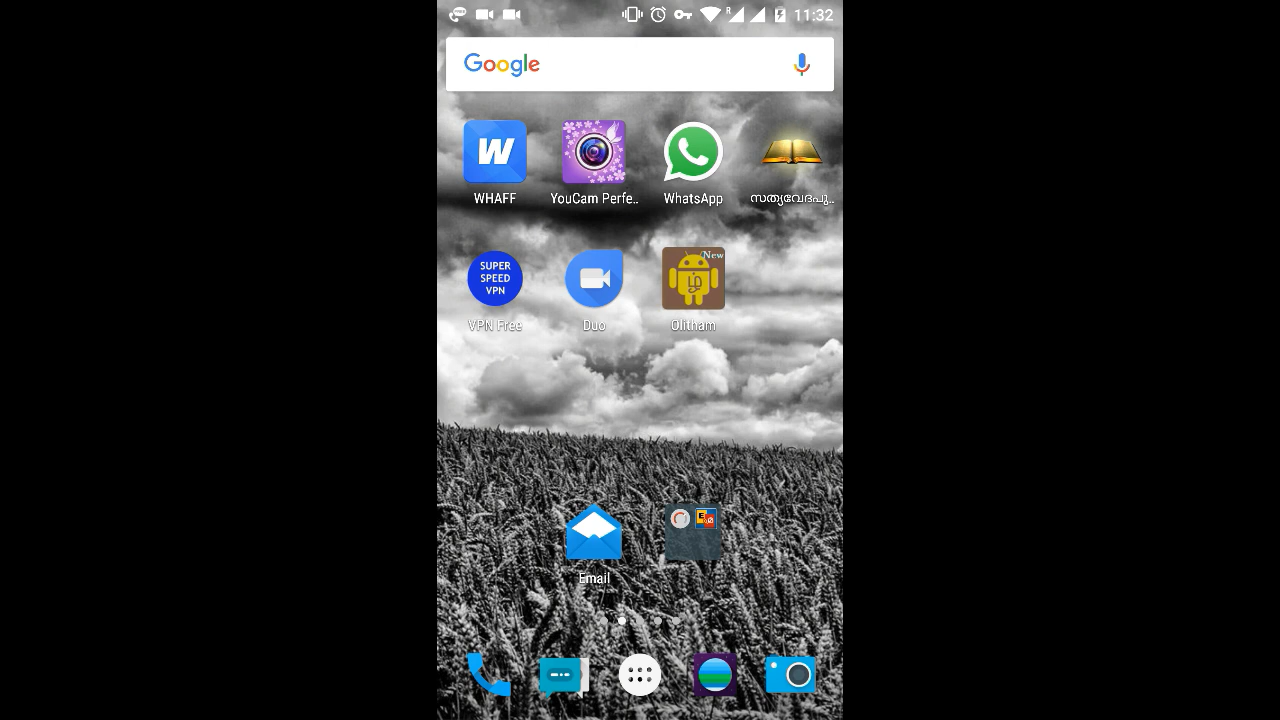 11:32
Google
W
WHAFF
YouCam Perfe..
WhatsApp
സത്യവേദപു..
SUPER
SPEED
VPN
VPN Free
Duo
New
ழ
Olitham
Email